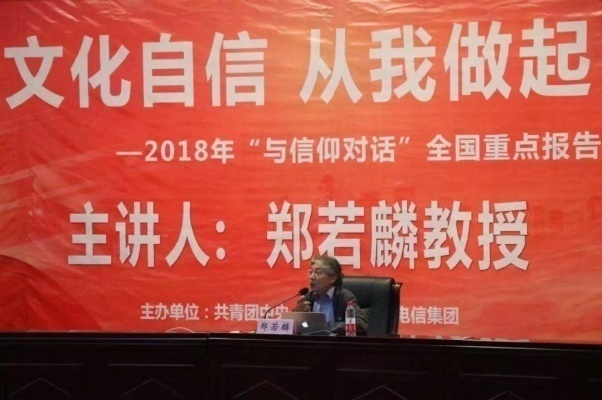 文化自信 从我做起
—2018年“与信仰对话”全国重点报告
主讲人：郑若麟教授
主办单位：共青团中央
电信集团
郑若麟